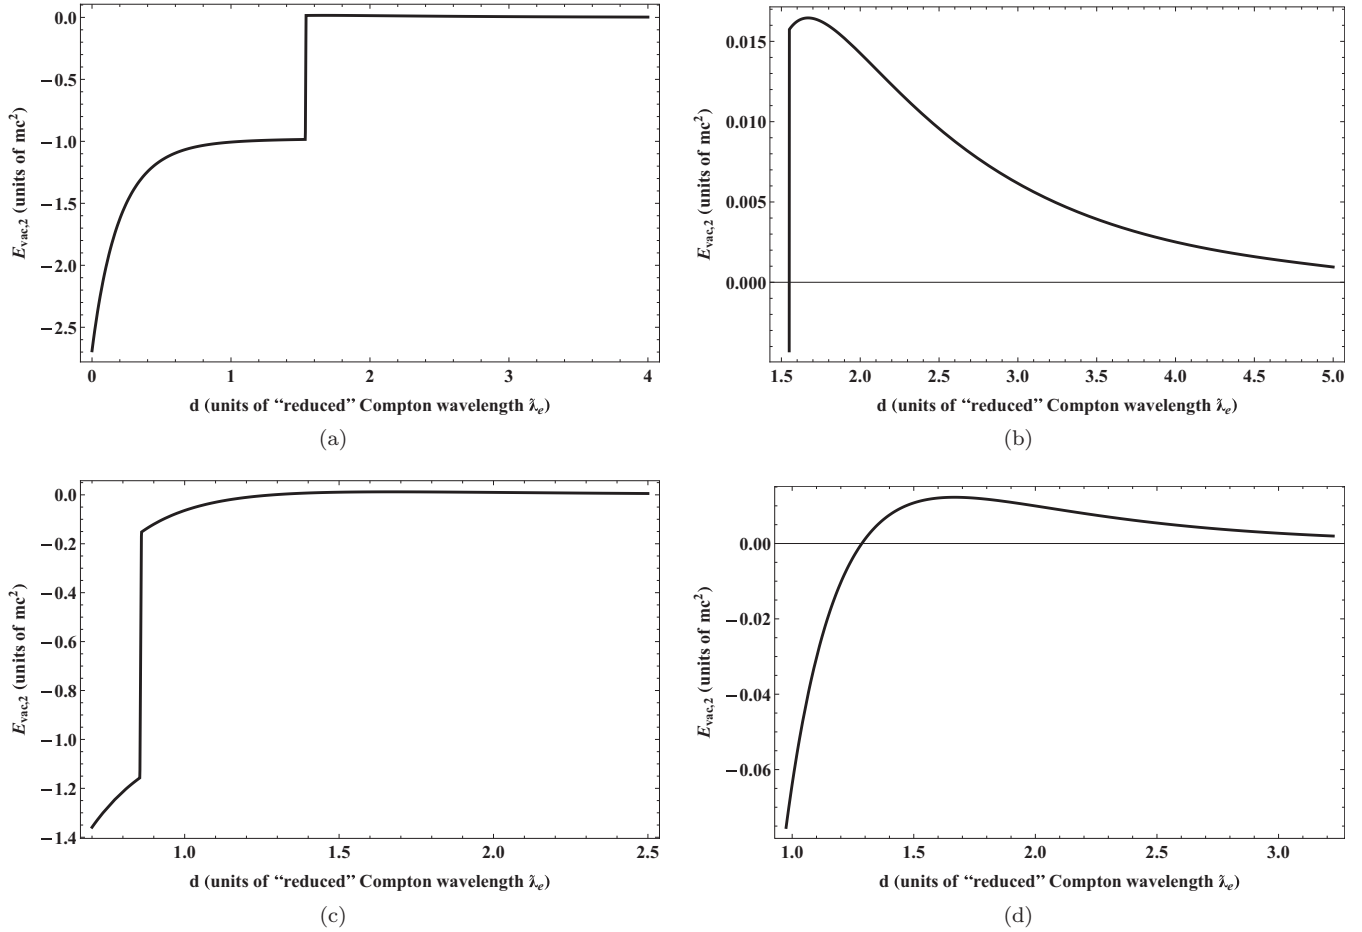 0.0
−0.5
−1.0
−1.5
−2.0
−2.5
E_vac,2 (units of mc²)
0 1 2 3 4
d (units of “reduced” Compton wavelength ƛ_e)
(a)
0.015
0.010
0.005
0.000
E_vac,2 (units of mc²)
1.5 2.0 2.5 3.0 3.5 4.0 4.5 5.0
d (units of “reduced” Compton wavelength ƛ_e)
(b)
0.0
−0.2
−0.4
−0.6
−0.8
−1.0
−1.2
−1.4
E_vac,2 (units of mc²)
1.0 1.5 2.0 2.5
d (units of “reduced” Compton wavelength ƛ_e)
(c)
0.00
−0.02
−0.04
−0.06
E_vac,2 (units of mc²)
1.0 1.5 2.0 2.5 3.0
d (units of “reduced” Compton wavelength ƛ_e)
(d)